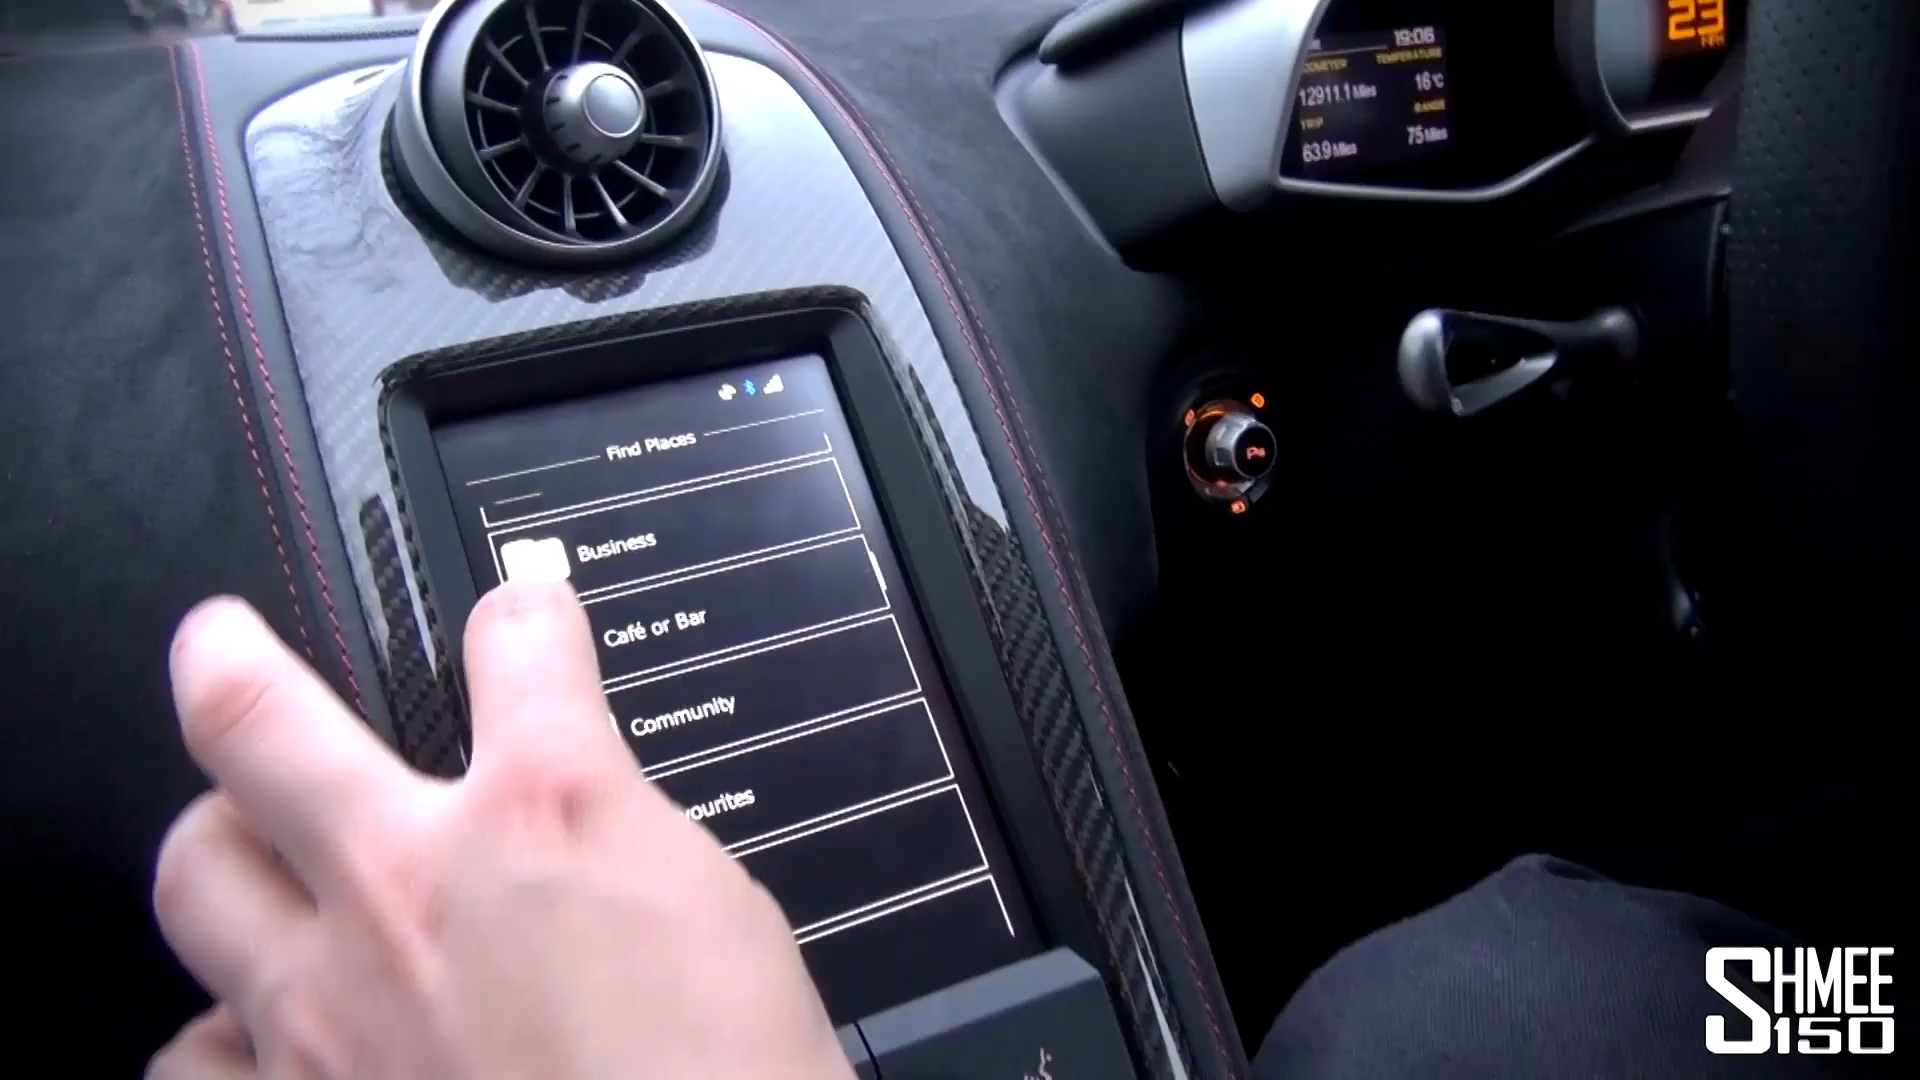 19:06
TEMPERATURE
12911.1 Miles
16°C
RANGE
TRIP
63.9 Miles
75 Miles
23
Find Places
Business
Café or Bar
Community
vourites
SHMEE
150